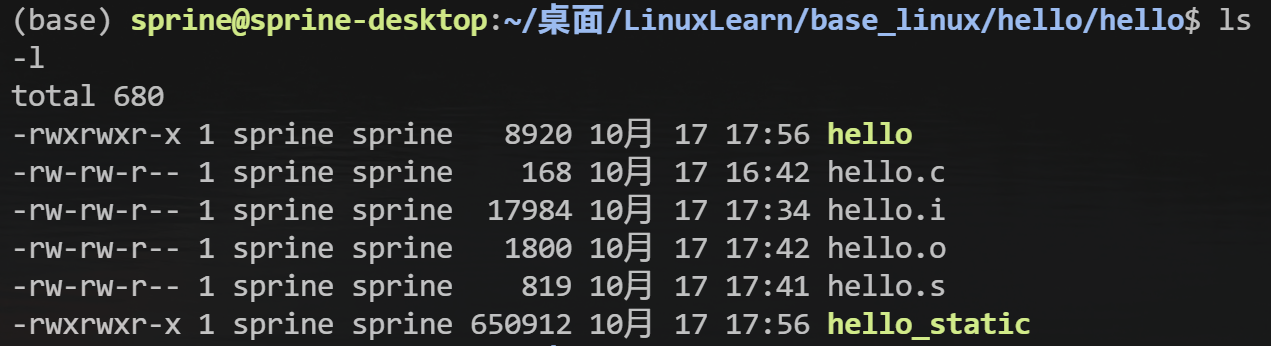 (base) sprine@sprine-desktop:~/桌面/LinuxLearn/base_linux/hello/hello$ ls
-l
total 680
-rwxrwxr-x 1 sprine sprine   8920 10月 17 17:56 hello
-rw-rw-r-- 1 sprine sprine    168 10月 17 16:42 hello.c
-rw-rw-r-- 1 sprine sprine  17984 10月 17 17:34 hello.i
-rw-rw-r-- 1 sprine sprine   1800 10月 17 17:42 hello.o
-rw-rw-r-- 1 sprine sprine    819 10月 17 17:41 hello.s
-rwxrwxr-x 1 sprine sprine 650912 10月 17 17:56 hello_static